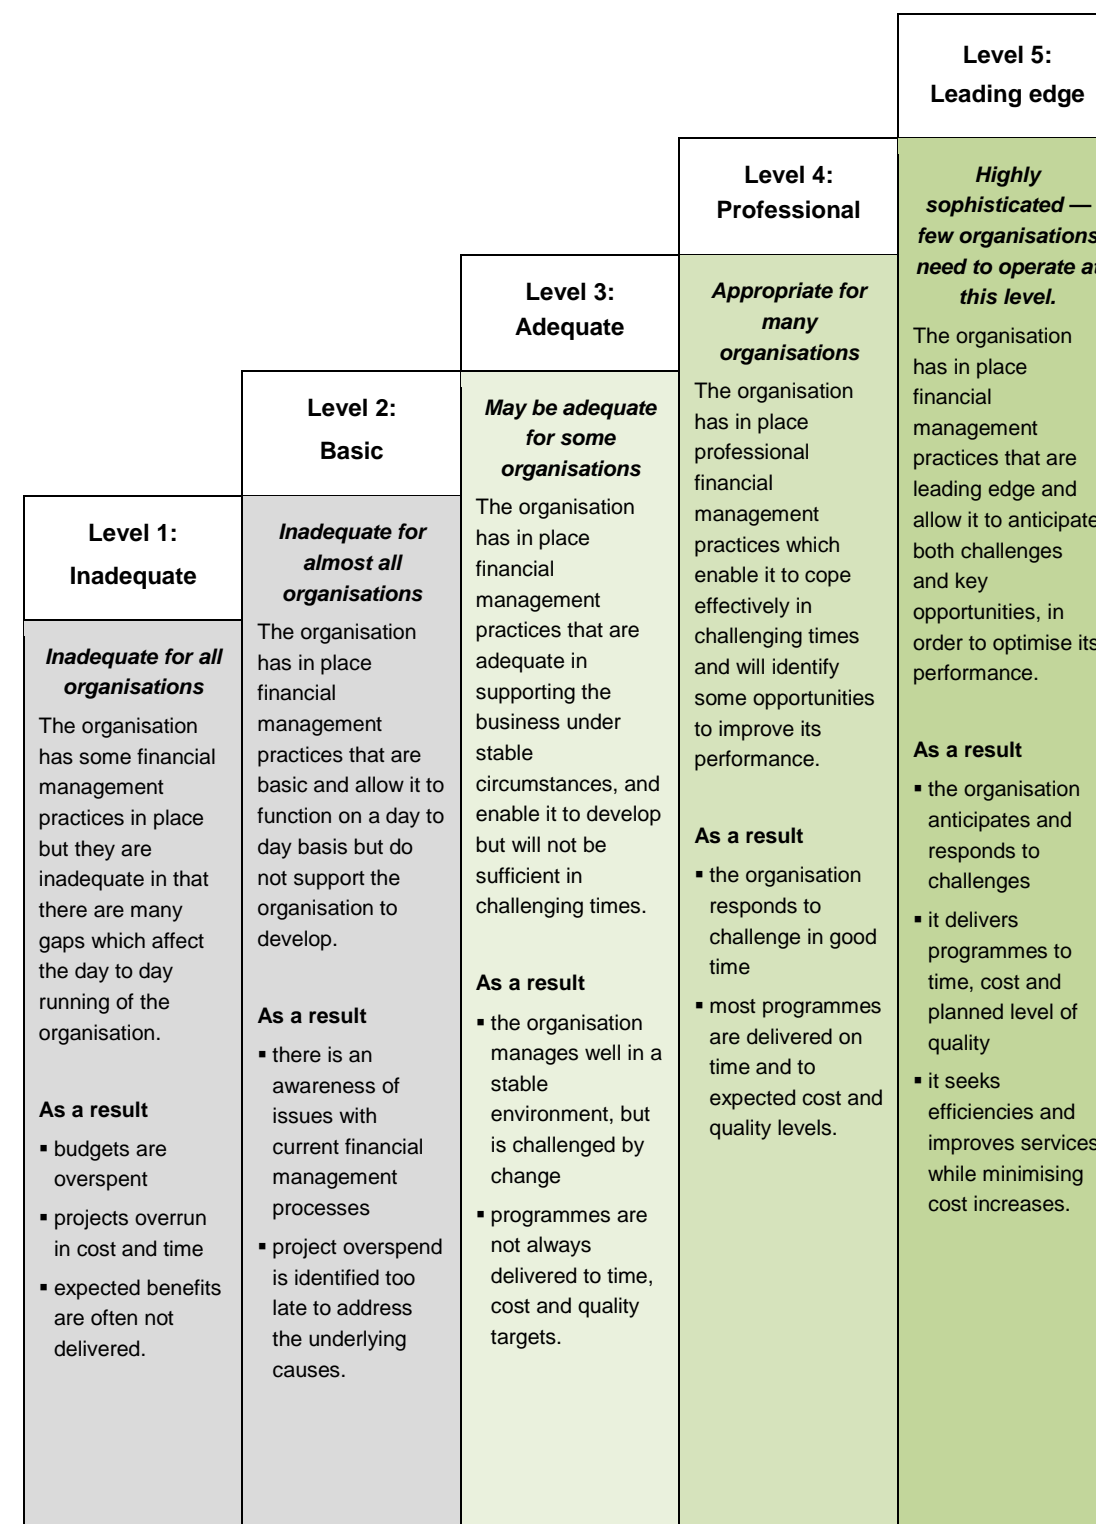 Level 1:
Inadequate
Inadequate for all
organisations
The organisation
has some financial
management
practices in place
but they are
inadequate in that
there are many
gaps which affect
the day to day
running of the
organisation.
As a result
▪ budgets are
overspent
▪ projects overrun
in cost and time
▪ expected benefits
are often not
delivered.
Level 2:
Basic
Inadequate for
almost all
organisations
The organisation
has in place
financial
management
practices that are
basic and allow it to
function on a day to
day basis but do
not support the
organisation to
develop.
As a result
▪ there is an
awareness of
issues with
current financial
management
processes
▪ project overspend
is identified too
late to address
the underlying
causes.
Level 3:
Adequate
May be adequate
for some
organisations
The organisation
has in place
financial
management
practices that are
adequate in
supporting the
business under
stable
circumstances, and
enable it to develop
but will not be
sufficient in
challenging times.
As a result
▪ the organisation
manages well in a
stable
environment, but
is challenged by
change
▪ programmes are
not always
delivered to time,
cost and quality
targets.
Level 4:
Professional
Appropriate for
many
organisations
The organisation
has in place
professional
financial
management
practices which
enable it to cope
effectively in
challenging times
and will identify
some opportunities
to improve its
performance.
As a result
▪ the organisation
responds to
challenge in good
time
▪ most programmes
are delivered on
time and to
expected cost and
quality levels.
Level 5:
Leading edge
Highly
sophisticated —
few organisations
need to operate at
this level.
The organisation
has in place
financial
management
practices that are
leading edge and
allow it to anticipate
both challenges
and key
opportunities, in
order to optimise its
performance.
As a result
▪ the organisation
anticipates and
responds to
challenges
▪ it delivers
programmes to
time, cost and
planned level of
quality
▪ it seeks
efficiencies and
improves services
while minimising
cost increases.